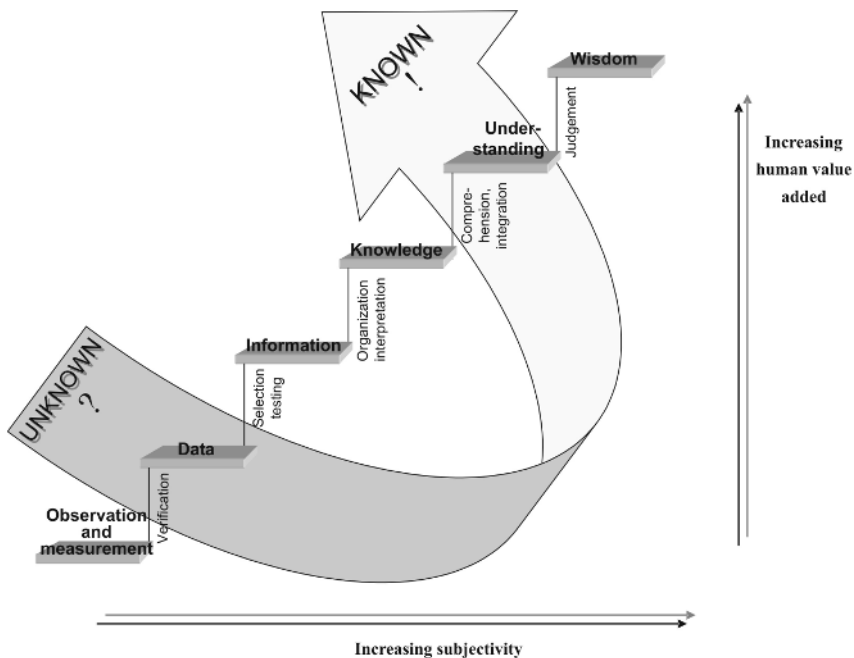 KNOWN
!
Wisdom
Judgement
Under-
standing
Compre-
hension,
integration
Knowledge
Organization
interpretation
Information
Selection
testing
UNKNOWN
?
Data
Verification
Observation
and
measurement
Increasing
human value
added
Increasing subjectivity